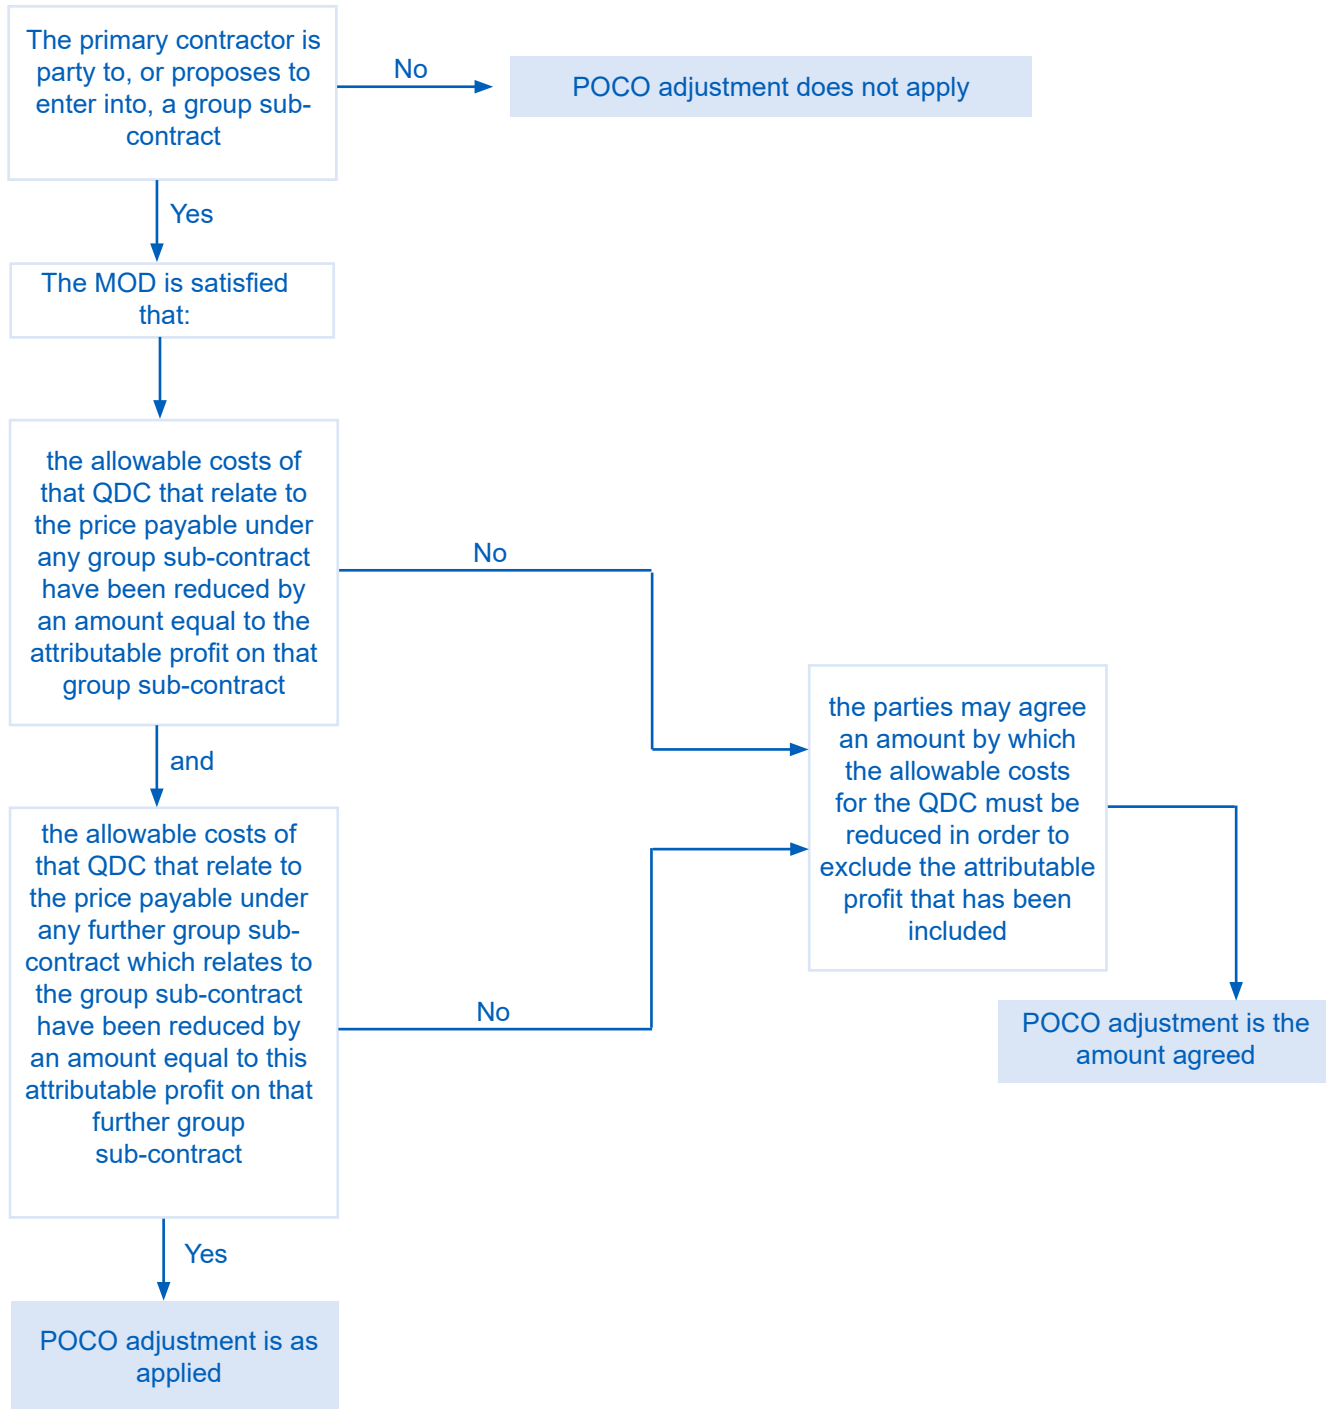 The primary contractor is
party to, or proposes to
enter into, a group sub-
contract
No
POCO adjustment does not apply
Yes
The MOD is satisfied
that:
the allowable costs of
that QDC that relate to
the price payable under
any group sub-contract
have been reduced by
an amount equal to the
attributable profit on that
group sub-contract
No
and
the allowable costs of
that QDC that relate to
the price payable under
any further group sub-
contract which relates to
the group sub-contract
have been reduced by
an amount equal to this
attributable profit on that
further group
sub-contract
No
the parties may agree
an amount by which
the allowable costs
for the QDC must be
reduced in order to
exclude the attributable
profit that has been
included
POCO adjustment is the
amount agreed
Yes
POCO adjustment is as
applied